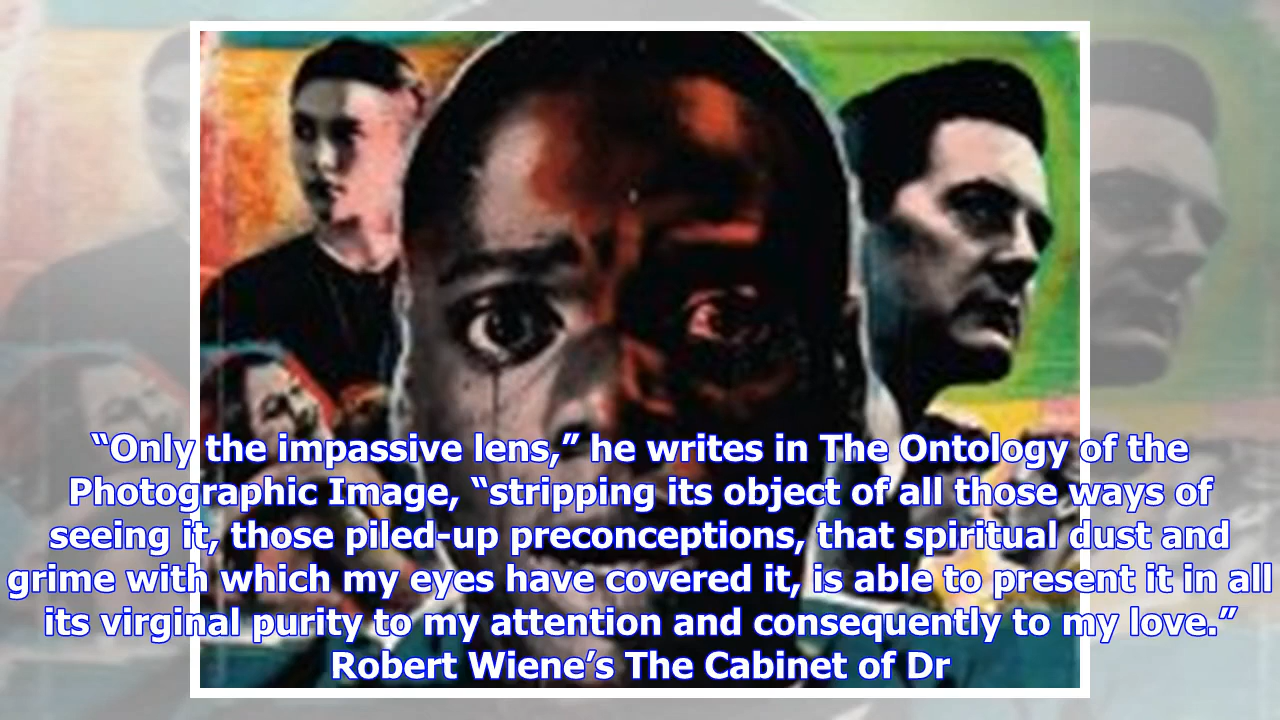 “Only the impassive lens,” he writes in The Ontology of the
Photographic Image, “stripping its object of all those ways of
seeing it, those piled-up preconceptions, that spiritual dust and
grime with which my eyes have covered it, is able to present it in all
its virginal purity to my attention and consequently to my love.”
Robert Wiene’s The Cabinet of Dr